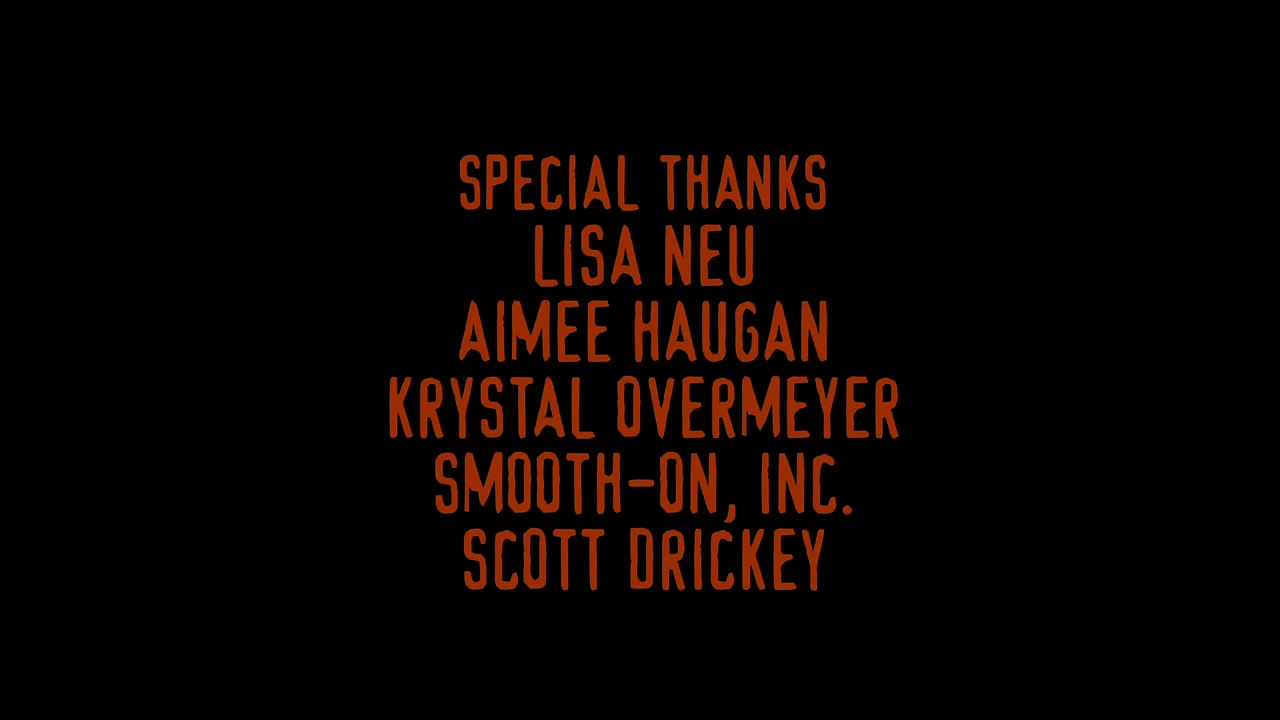 SPECIAL THANKS
LISA NEU
AIMEE HAUGAN
KRYSTAL OVERMEYER
SMOOTH-ON, INC.
SCOTT DRICKEY